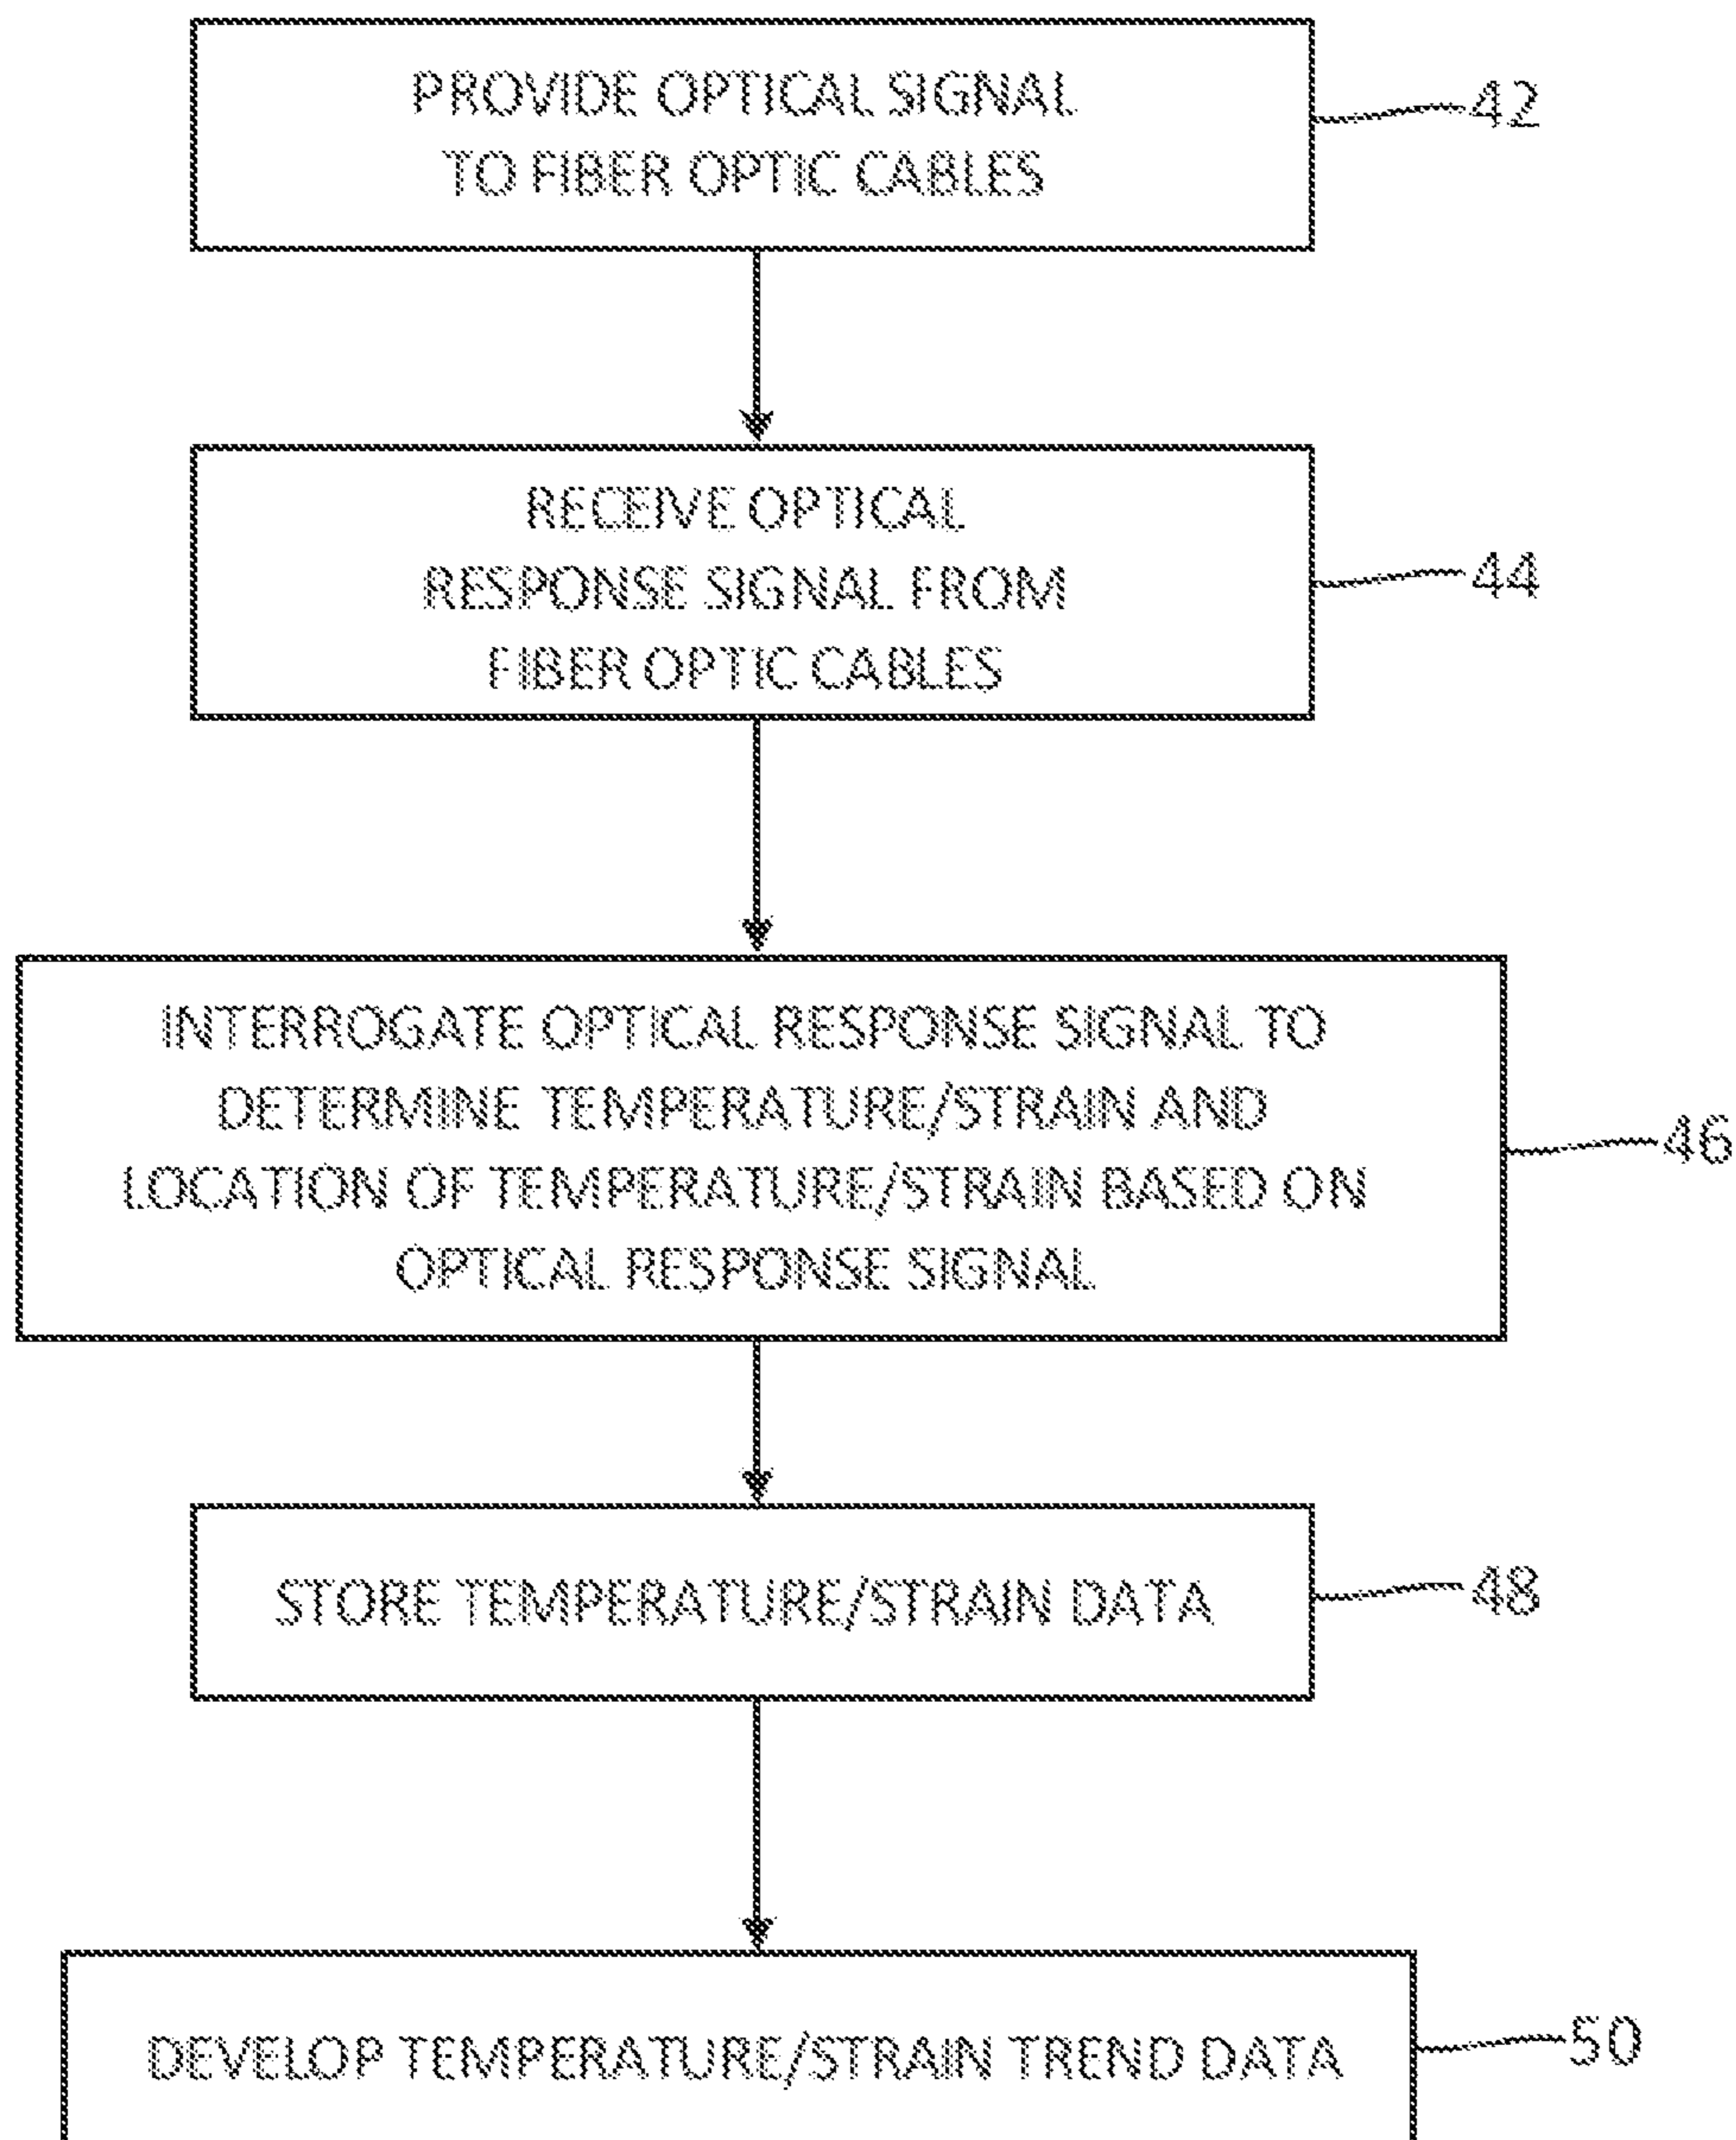 PROVIDE OPTICAL SIGNAL
TO FIBER OPTIC CABLES
42
RECEIVE OPTICAL
RESPONSE SIGNAL FROM
FIBER OPTIC CABLES
44
INTERROGATE OPTICAL RESPONSE SIGNAL TO
DETERMINE TEMPERATURE/STRAIN AND
LOCATION OF TEMPERATURE/STRAIN BASED ON
OPTICAL RESPONSE SIGNAL
46
STORE TEMPERATURE/STRAIN DATA
48
DEVELOP TEMPERATURE/STRAIN TREND DATA
50